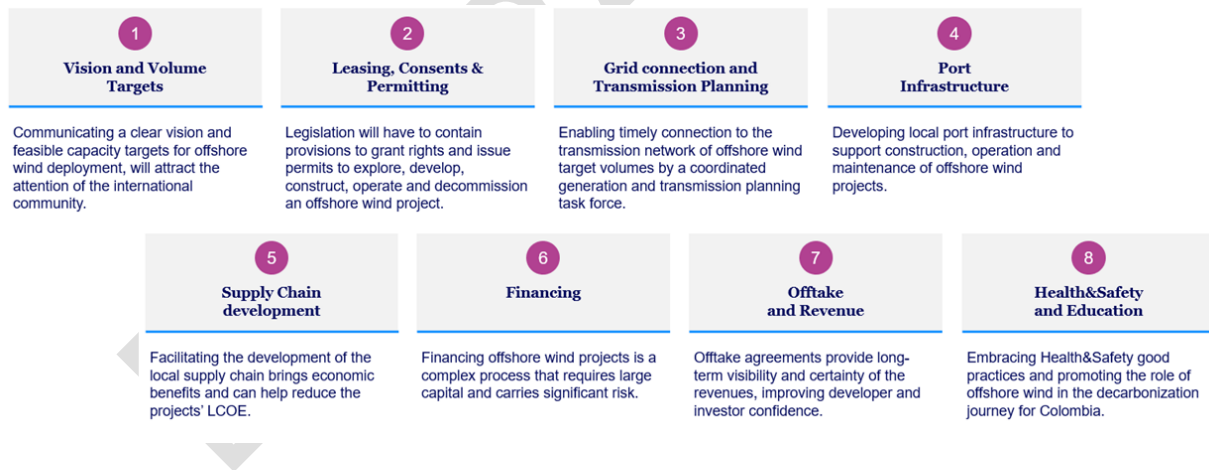 1
Vision and Volume
Targets
Communicating a clear vision and
feasible capacity targets for offshore
wind deployment, will attract the
attention of the international
community.
2
Leasing, Consents &
Permitting
Legislation will have to contain
provisions to grant rights and issue
permits to explore, develop,
construct, operate and decommission
an offshore wind project.
3
Grid connection and
Transmission Planning
Enabling timely connection to the
transmission network of offshore wind
target volumes by a coordinated
generation and transmission planning
task force.
4
Port
Infrastructure
Developing local port infrastructure to
support construction, operation and
maintenance of offshore wind
projects.
5
Supply Chain
development
Facilitating the development of the
local supply chain brings economic
benefits and can help reduce the
projects' LCOE.
6
Financing
Financing offshore wind projects is a
complex process that requires large
capital and carries significant risk.
7
Offtake
and Revenue
Offtake agreements provide long-
term visibility and certainty of the
revenues, improving developer and
investor confidence.
8
Health&Safety
and Education
Embracing Health&Safety good
practices and promoting the role of
offshore wind in the decarbonization
journey for Colombia.